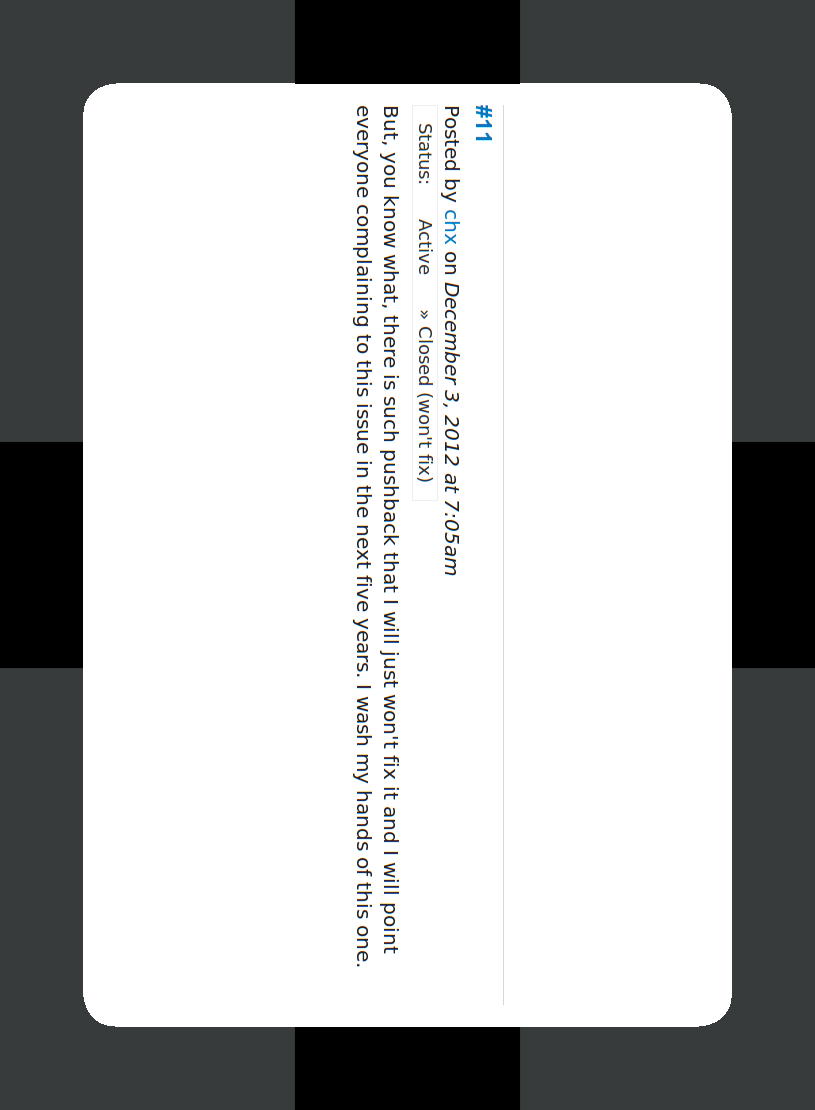 #11
Posted by chx on December 3, 2012 at 7:05am
Status: Active » Closed (won't fix)
But, you know what, there is such pushback that I will just won't fix it and I will point
everyone complaining to this issue in the next five years. I wash my hands of this one.